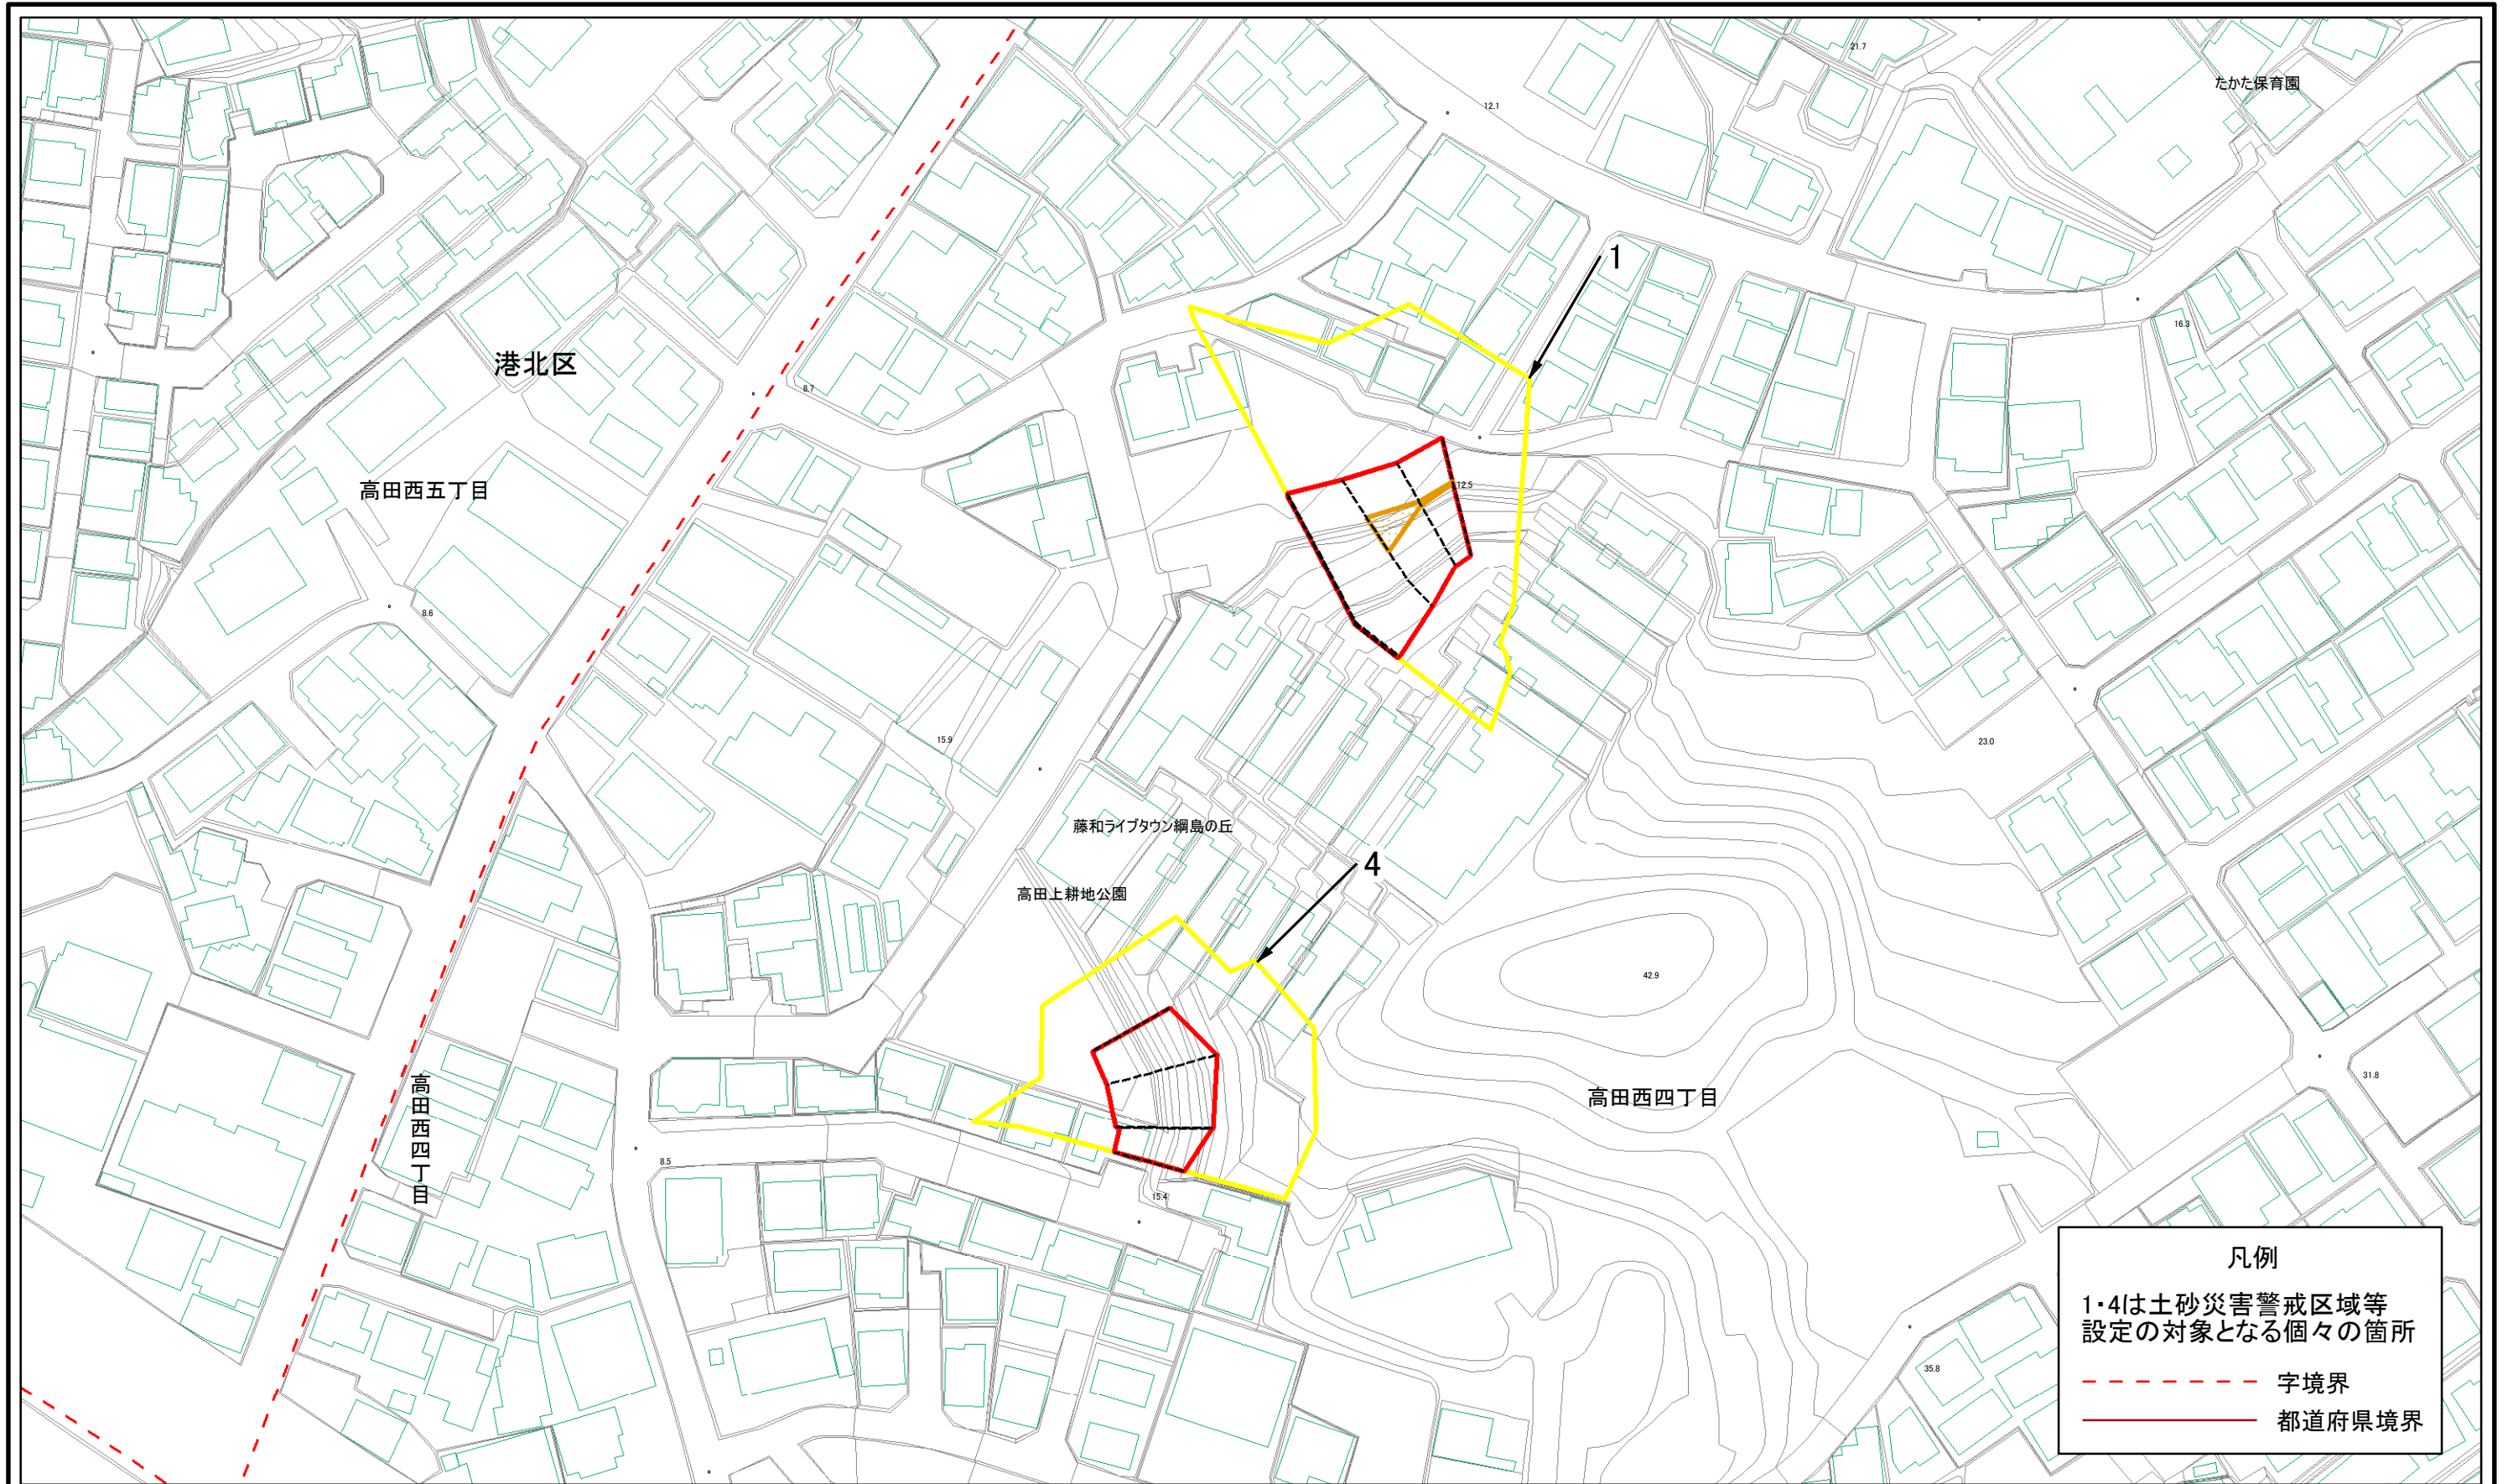 21.7
たかた保育園
12.1
1
16.3
港北区
8.7
高田西五丁目
12.5
8.6
15.9
23.0
藤和ライブタウン綱島の丘
4
高田上耕地公園
42.9
高田西四丁目
31.8
高田西四丁目
8.5
15.4
35.8
凡例
1・4は土砂災害警戒区域等
設定の対象となる個々の箇所
字境界
都道府県境界